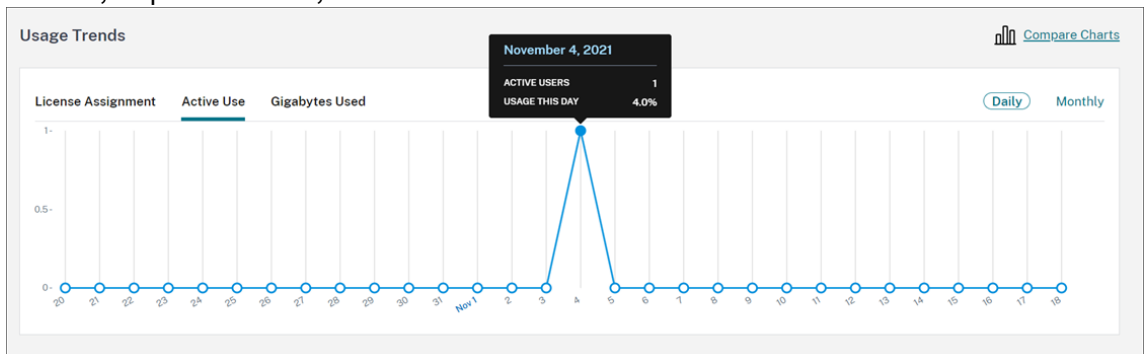 Usage Trends
Compare Charts
November 4, 2021
ACTIVE USERS 1
USAGE THIS DAY 4.0%
License Assignment Active Use Gigabytes Used
Daily Monthly
1-
0.5-
0-
20 21 22 23 24 25 26 27 28 29 30 31 Nov 1 2 3 4 5 6 7 8 9 10 11 12 13 14 15 16 17 18